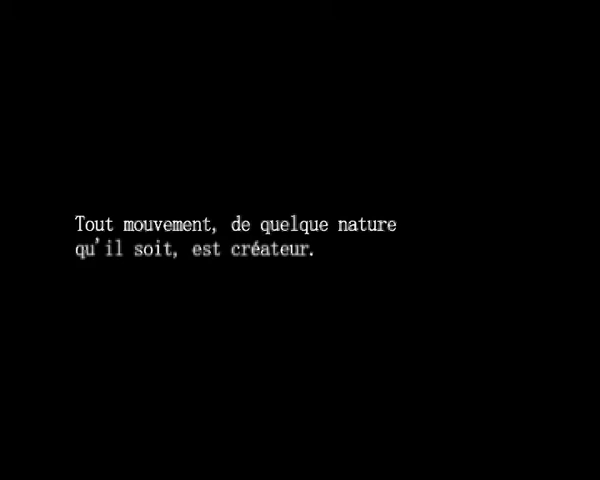 Tout mouvement, de quelque nature
qu'il soit, est créateur.